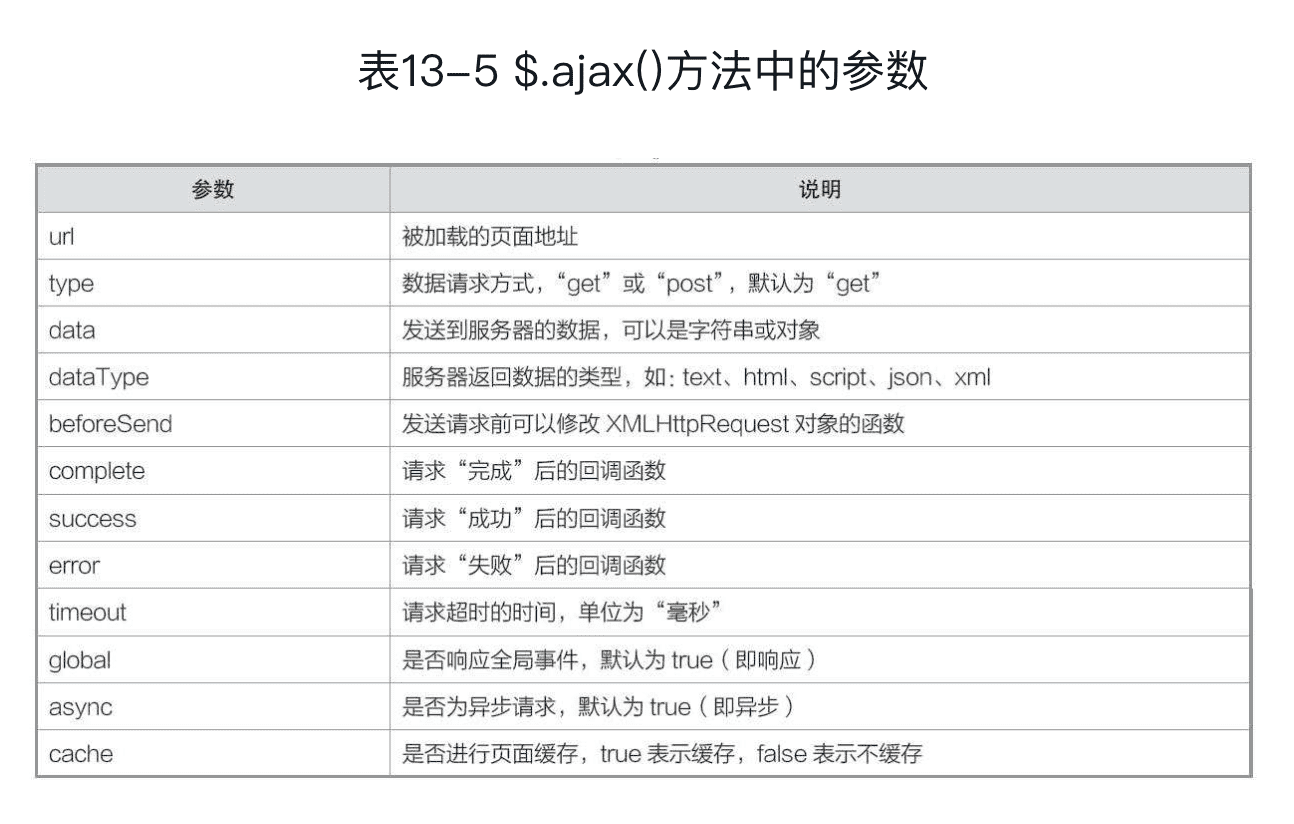 表13-5 $.ajax()方法中的参数
参数 说明
url 被加载的页面地址
type 数据请求方式，“get”或“post”，默认为“get”
data 发送到服务器的数据，可以是字符串或对象
dataType 服务器返回数据的类型，如：text、html、script、json、xml
beforeSend 发送请求前可以修改 XMLHttpRequest 对象的函数
complete 请求“完成”后的回调函数
success 请求“成功”后的回调函数
error 请求“失败”后的回调函数
timeout 请求超时的时间，单位为“毫秒”
global 是否响应全局事件，默认为 true（即响应）
async 是否为异步请求，默认为 true（即异步）
cache 是否进行页面缓存，true 表示缓存，false 表示不缓存